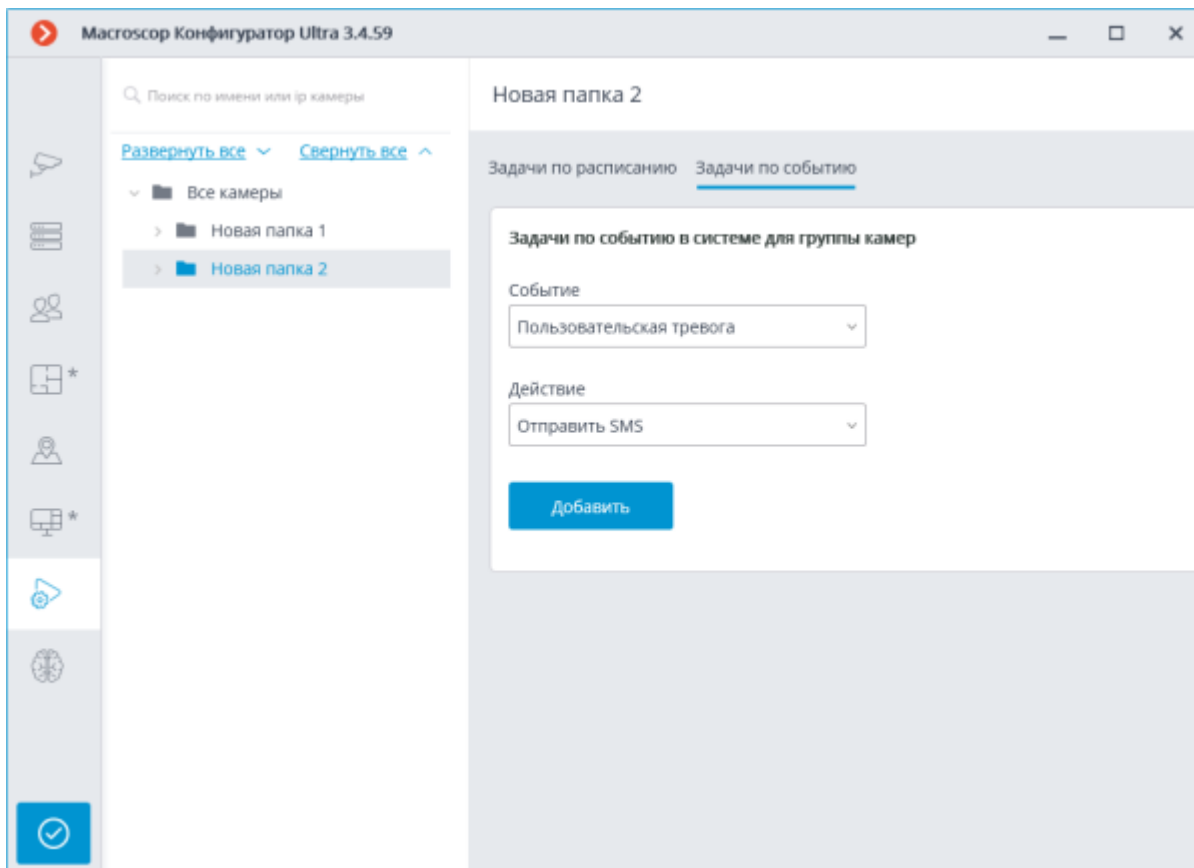 Macroscop Конфигуратор Ultra 3.4.59
Поиск по имени или ip камеры
Развернуть все Свернуть все
Все камеры
Новая папка 1
Новая папка 2
Новая папка 2
Задачи по расписанию Задачи по событию
Задачи по событию в системе для группы камер
Событие
Пользовательская тревога
Действие
Отправить SMS
Добавить
*
*